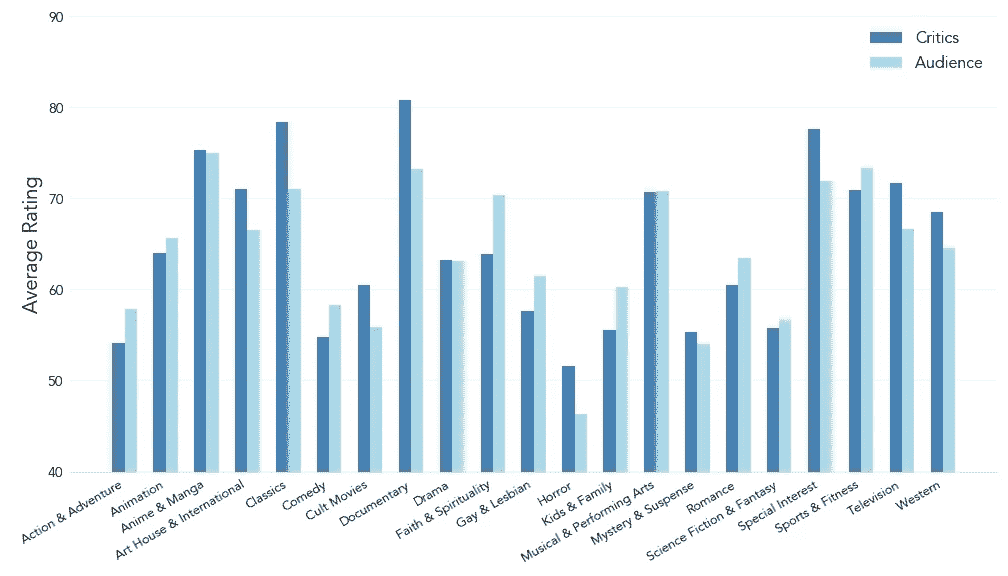 90
80
70
60
50
40
Average Rating
Critics
Audience
Action & Adventure
Animation
Anime & Manga
Art House & International
Classics
Comedy
Cult Movies
Documentary
Drama
Faith & Spirituality
Gay & Lesbian
Horror
Kids & Family
Musical & Performing Arts
Mystery & Suspense
Romance
Science Fiction & Fantasy
Special Interest
Sports & Fitness
Television
Western